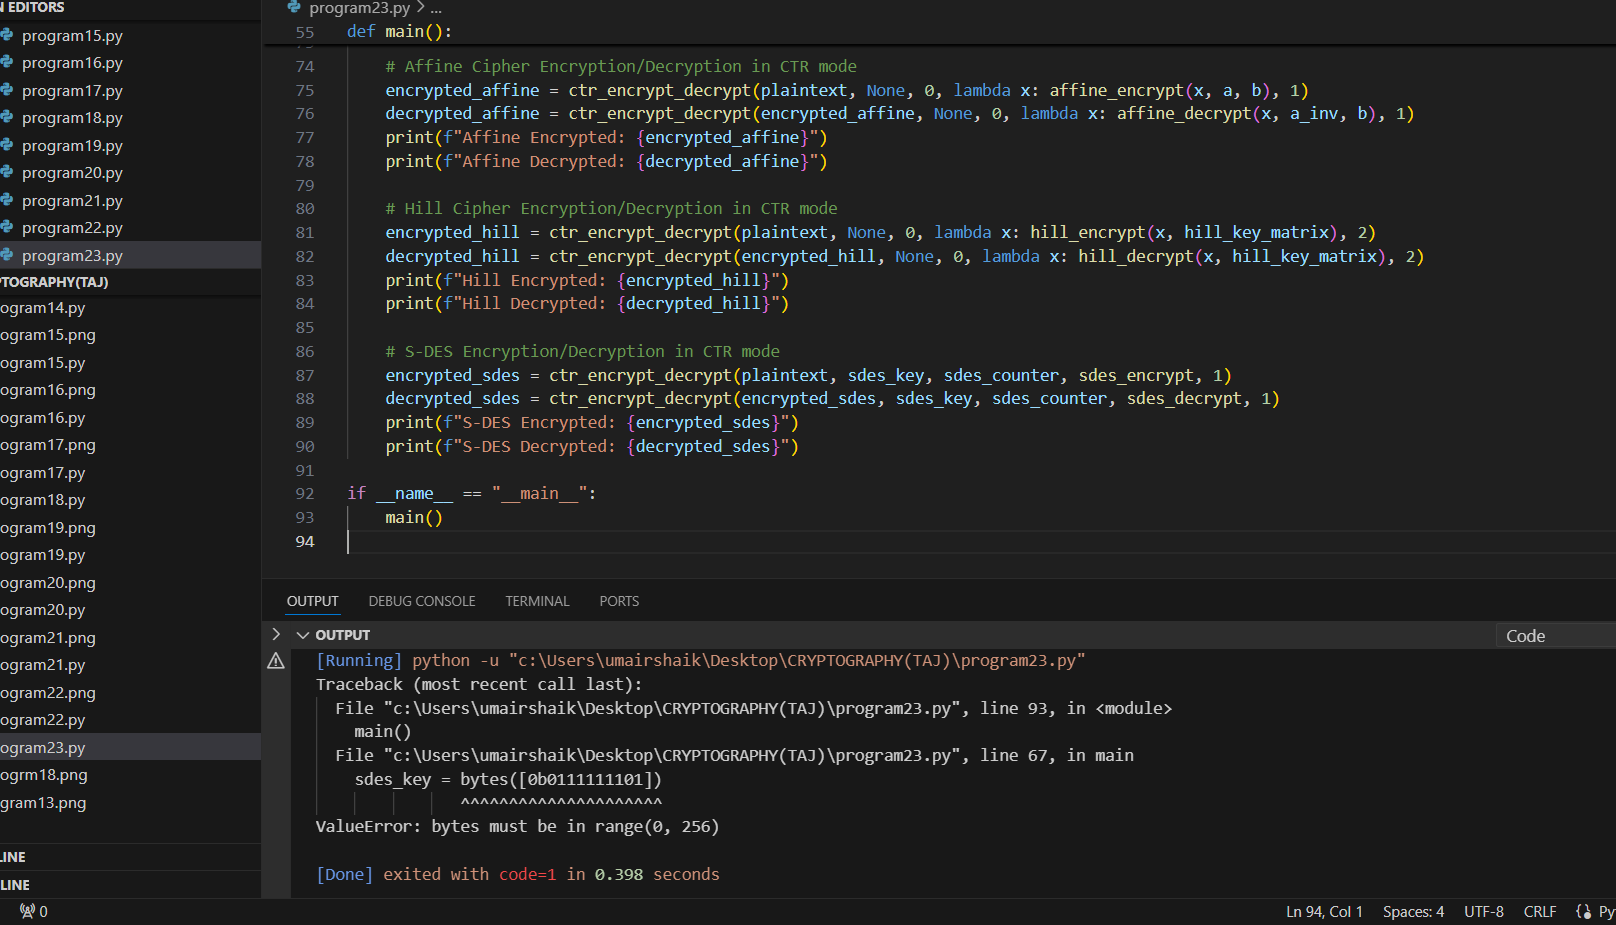 N EDITORS
program15.py
program16.py
program17.py
program18.py
program19.py
program20.py
program21.py
program22.py
program23.py
PTOGRAPHY(TAJ)
ogram14.py
ogram15.png
ogram15.py
ogram16.png
ogram16.py
ogram17.png
ogram17.py
ogram18.py
ogram19.png
ogram19.py
ogram20.png
ogram20.py
ogram21.png
ogram21.py
ogram22.png
ogram22.py
ogram23.py
ogrm18.png
gram13.png
LINE
LINE
program23.py > ...
55 def main():
74 # Affine Cipher Encryption/Decryption in CTR mode
75 encrypted_affine = ctr_encrypt_decrypt(plaintext, None, 0, lambda x: affine_encrypt(x, a, b), 1)
76 decrypted_affine = ctr_encrypt_decrypt(encrypted_affine, None, 0, lambda x: affine_decrypt(x, a_inv, b), 1)
77 print(f"Affine Encrypted: {encrypted_affine}")
78 print(f"Affine Decrypted: {decrypted_affine}")
79
80 # Hill Cipher Encryption/Decryption in CTR mode
81 encrypted_hill = ctr_encrypt_decrypt(plaintext, None, 0, lambda x: hill_encrypt(x, hill_key_matrix), 2)
82 decrypted_hill = ctr_encrypt_decrypt(encrypted_hill, None, 0, lambda x: hill_decrypt(x, hill_key_matrix), 2)
83 print(f"Hill Encrypted: {encrypted_hill}")
84 print(f"Hill Decrypted: {decrypted_hill}")
85
86 # S-DES Encryption/Decryption in CTR mode
87 encrypted_sdes = ctr_encrypt_decrypt(plaintext, sdes_key, sdes_counter, sdes_encrypt, 1)
88 decrypted_sdes = ctr_encrypt_decrypt(encrypted_sdes, sdes_key, sdes_counter, sdes_decrypt, 1)
89 print(f"S-DES Encrypted: {encrypted_sdes}")
90 print(f"S-DES Decrypted: {decrypted_sdes}")
91
92 if __name__ == "__main__":
93 main()
94
OUTPUT DEBUG CONSOLE TERMINAL PORTS
OUTPUT Code
[Running] python -u "c:\Users\umairshaik\Desktop\CRYPTOGRAPHY(TAJ)\program23.py"
Traceback (most recent call last):
File "c:\Users\umairshaik\Desktop\CRYPTOGRAPHY(TAJ)\program23.py", line 93, in <module>
main()
File "c:\Users\umairshaik\Desktop\CRYPTOGRAPHY(TAJ)\program23.py", line 67, in main
sdes_key = bytes([0b0111111101])
^^^^^^^^^^^^^^^^^^^^^
ValueError: bytes must be in range(0, 256)
[Done] exited with code=1 in 0.398 seconds
0 Ln 94, Col 1 Spaces: 4 UTF-8 CRLF Py